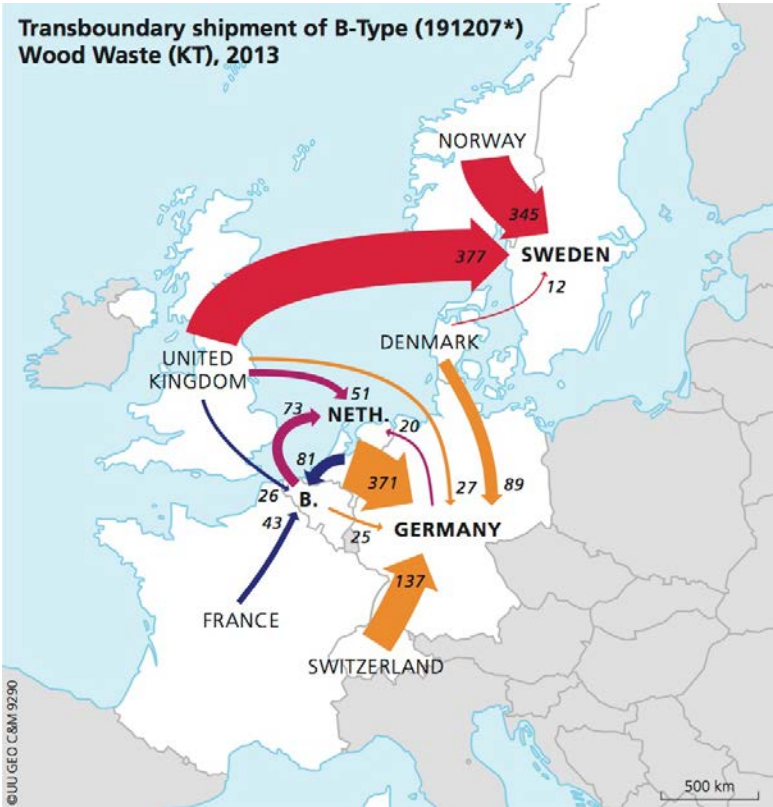 Transboundary shipment of B-Type (191207*)
Wood Waste (KT), 2013
NORWAY
345
377
SWEDEN
12
DENMARK
UNITED
KINGDOM
51
73
NETH.
20
81
371
27
89
26
B.
43
25
GERMANY
137
FRANCE
SWITZERLAND
©UU GEO C&M 9290
500 km